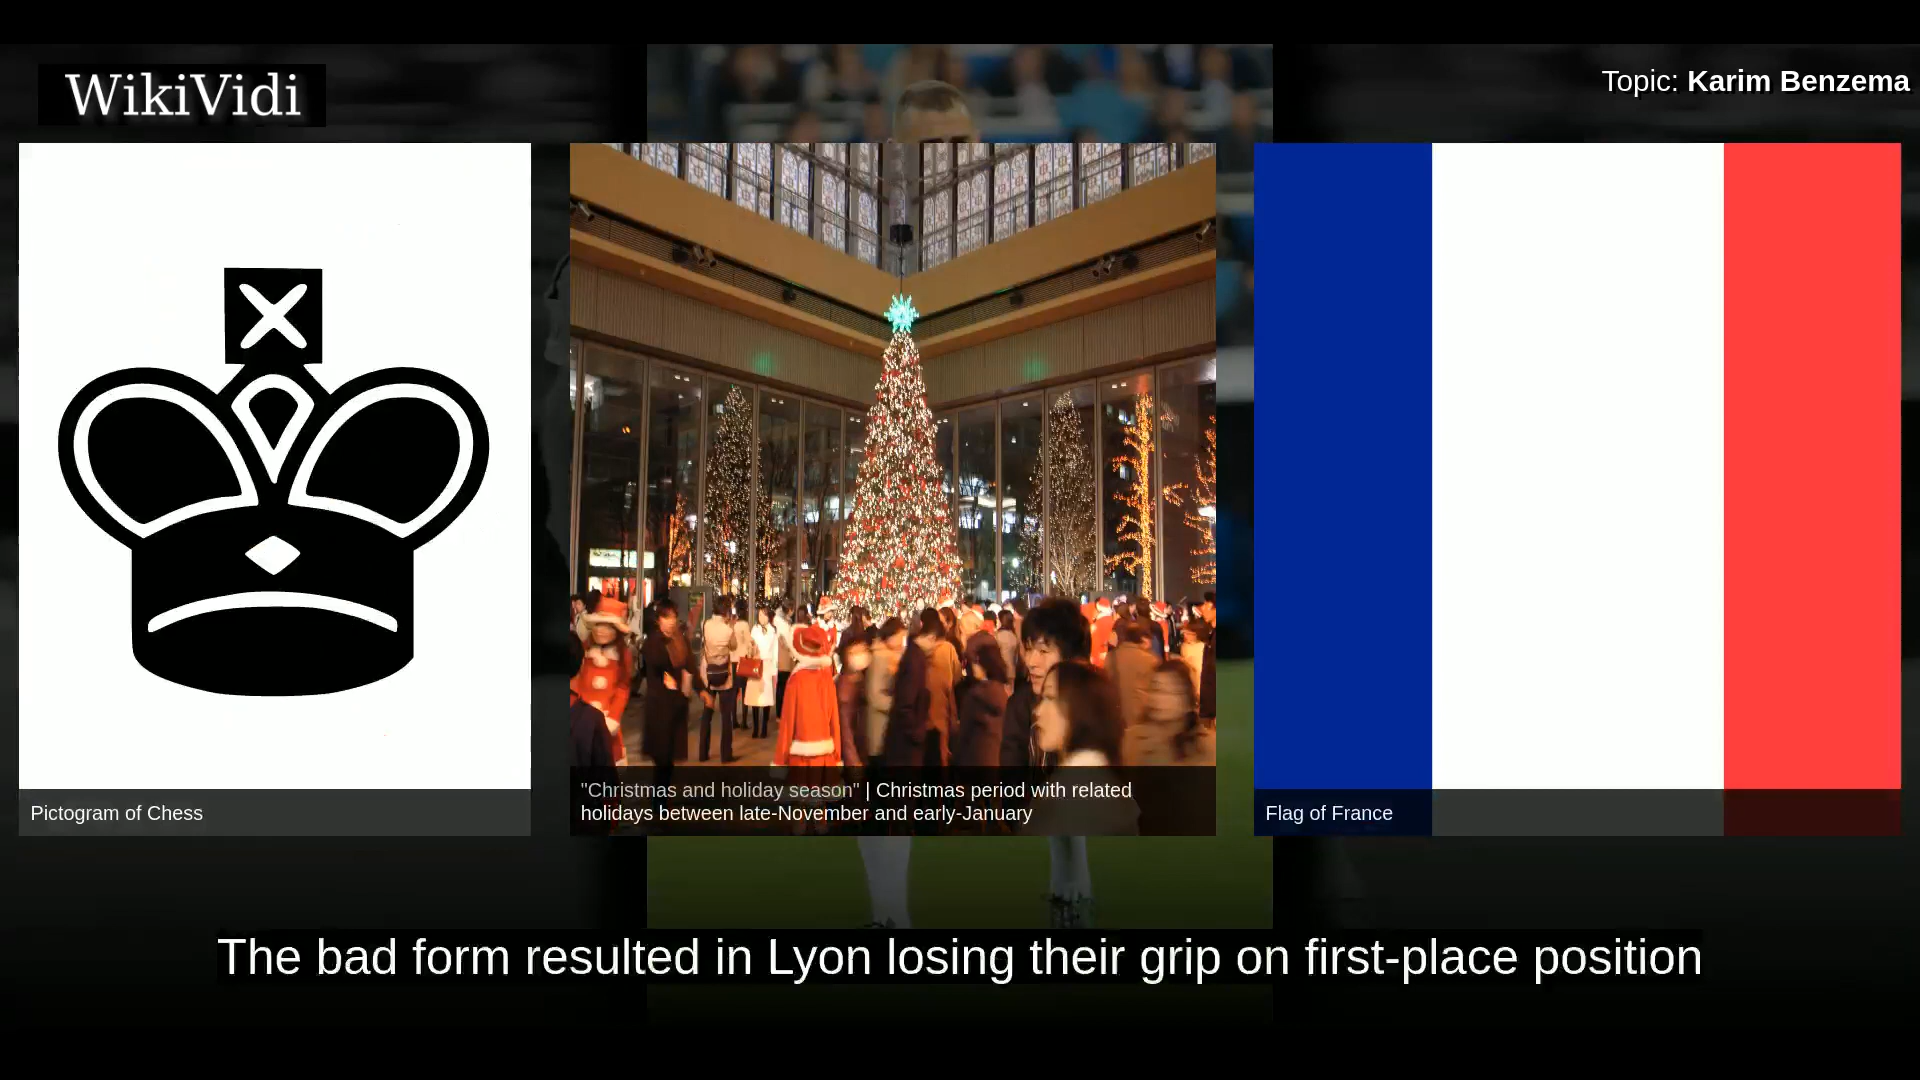 WikiVidi
Topic: Karim Benzema
Pictogram of Chess
"Christmas and holiday season" | Christmas period with related
holidays between late-November and early-January
Flag of France
The bad form resulted in Lyon losing their grip on first-place position